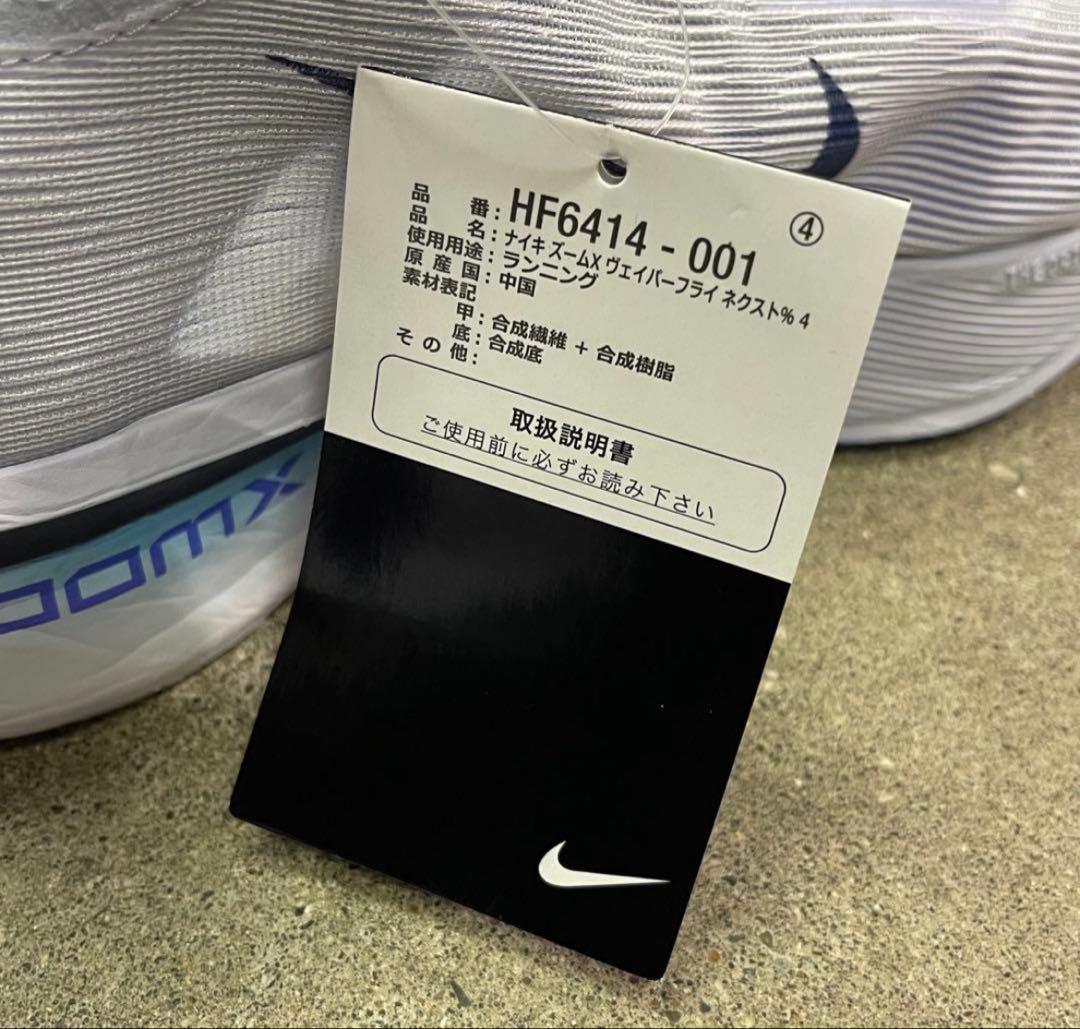 ④
品番：HF6414 - 001
品名：ナイキ ズームX ヴェイパーフライ ネクスト% 4
使用用途：ランニング
原産国：中国
素材表記
甲：合成繊維 + 合成樹脂
底：合成底
その他：
取扱説明書
ご使用前に必ずお読み下さい
oomX